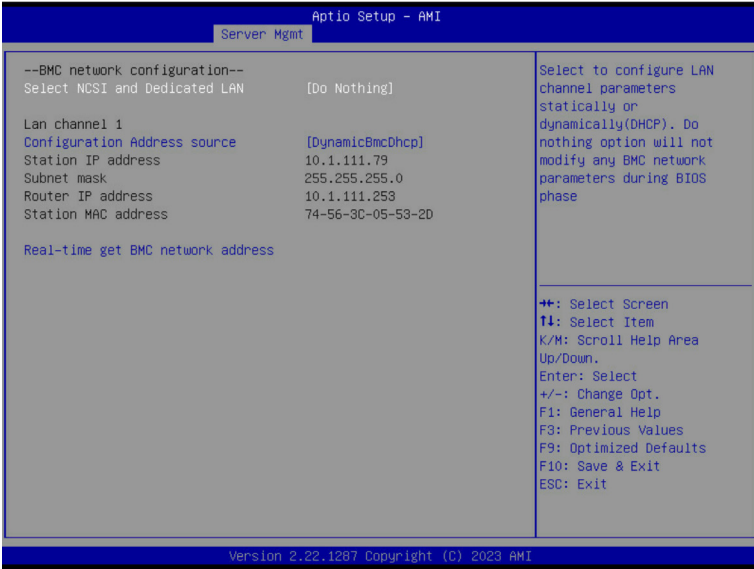 Aptio Setup - AMI
Server Mgmt
--BMC network configuration--
Select NCSI and Dedicated LAN [Do Nothing]
Lan channel 1
Configuration Address source [DynamicBmcDhcp]
Station IP address 10.1.111.79
Subnet mask 255.255.255.0
Router IP address 10.1.111.253
Station MAC address 74-56-3C-05-53-2D
Real-time get BMC network address
Select to configure LAN
channel parameters
statically or
dynamically(DHCP). Do
nothing option will not
modify any BMC network
parameters during BIOS
phase
→←: Select Screen
↑↓: Select Item
K/M: Scroll Help Area
Up/Down.
Enter: Select
+/-: Change Opt.
F1: General Help
F3: Previous Values
F9: Optimized Defaults
F10: Save & Exit
ESC: Exit
Version 2.22.1287 Copyright (C) 2023 AMI